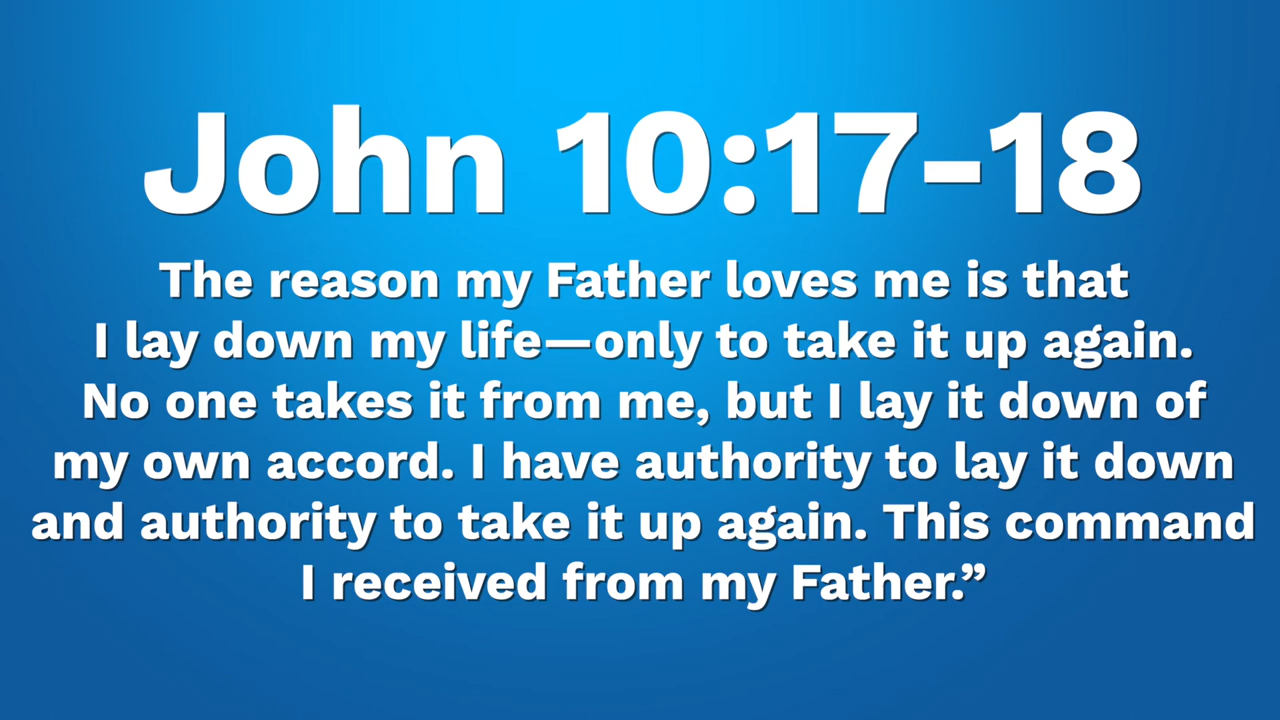 John 10:17-18
The reason my Father loves me is that
I lay down my life—only to take it up again.
No one takes it from me, but I lay it down of
my own accord. I have authority to lay it down
and authority to take it up again. This command
I received from my Father.”